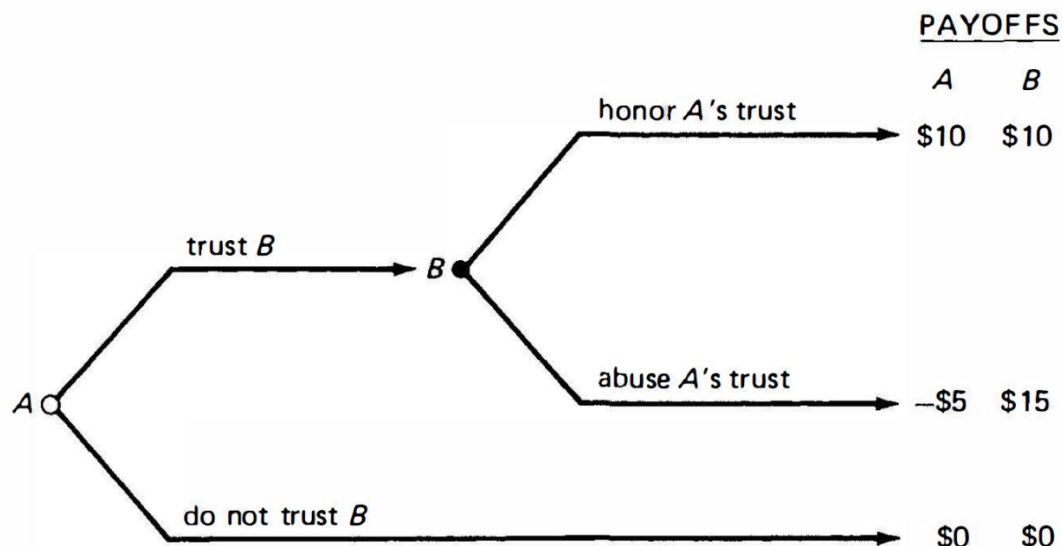 PAYOFFS
A B
honor A's trust
$10 $10
trust B
B
abuse A's trust
A
—$5 $15
do not trust B
$0 $0